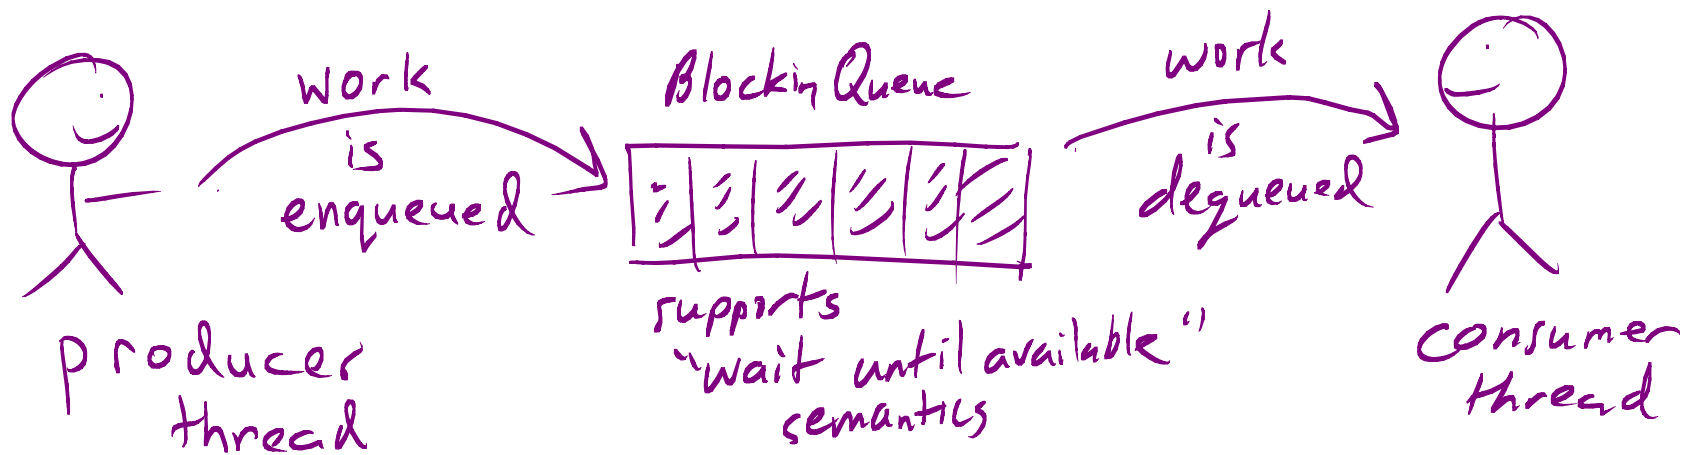 work
is
enqueued
BlockinQueue
work
is
dequeued
producer
thread
supports
"wait until available"
semantics
consumer
thread